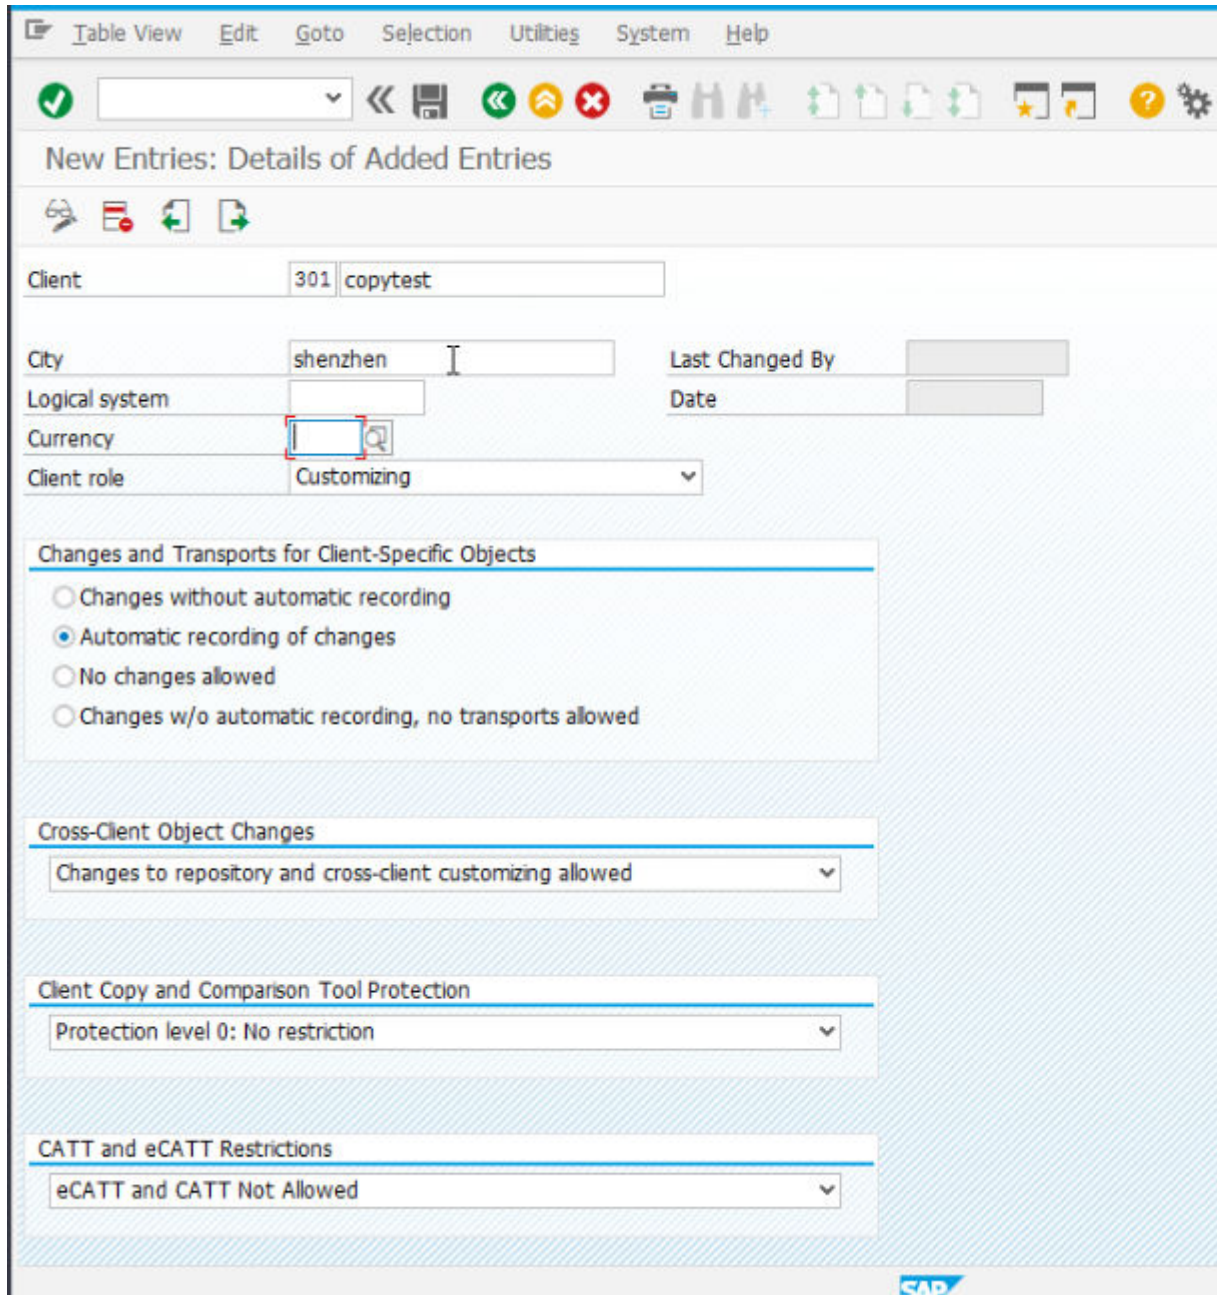 Table View Edit Goto Selection Utilities System Help
New Entries: Details of Added Entries
Client 301 copytest
City shenzhen Last Changed By
Logical system Date
Currency
Client role Customizing
Changes and Transports for Client-Specific Objects
Changes without automatic recording
Automatic recording of changes
No changes allowed
Changes w/o automatic recording, no transports allowed
Cross-Client Object Changes
Changes to repository and cross-client customizing allowed
Client Copy and Comparison Tool Protection
Protection level 0: No restriction
CATT and eCATT Restrictions
eCATT and CATT Not Allowed
SAP